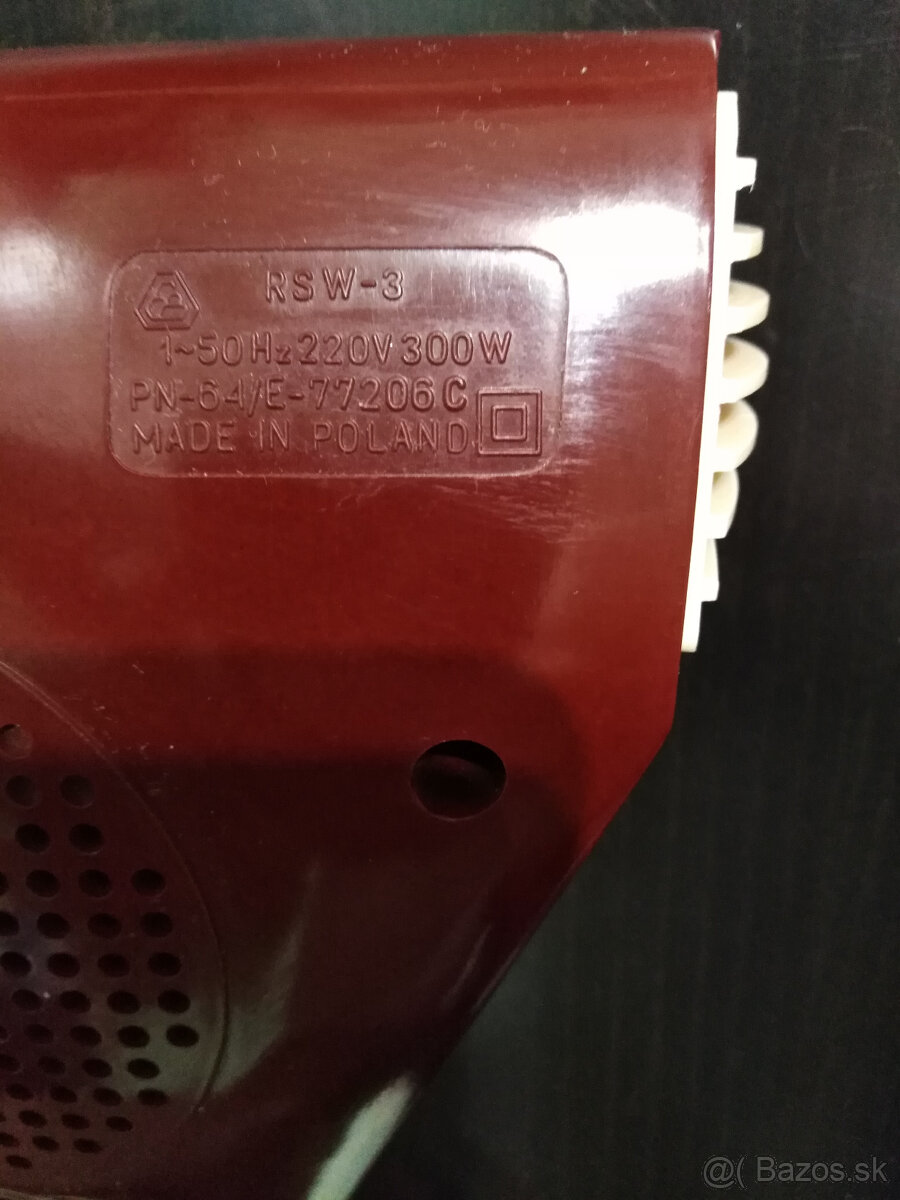 RSW-3
1~50Hz 220V 300W
PN-64/E-77206 C
MADE IN POLAND
@( Bazos.sk